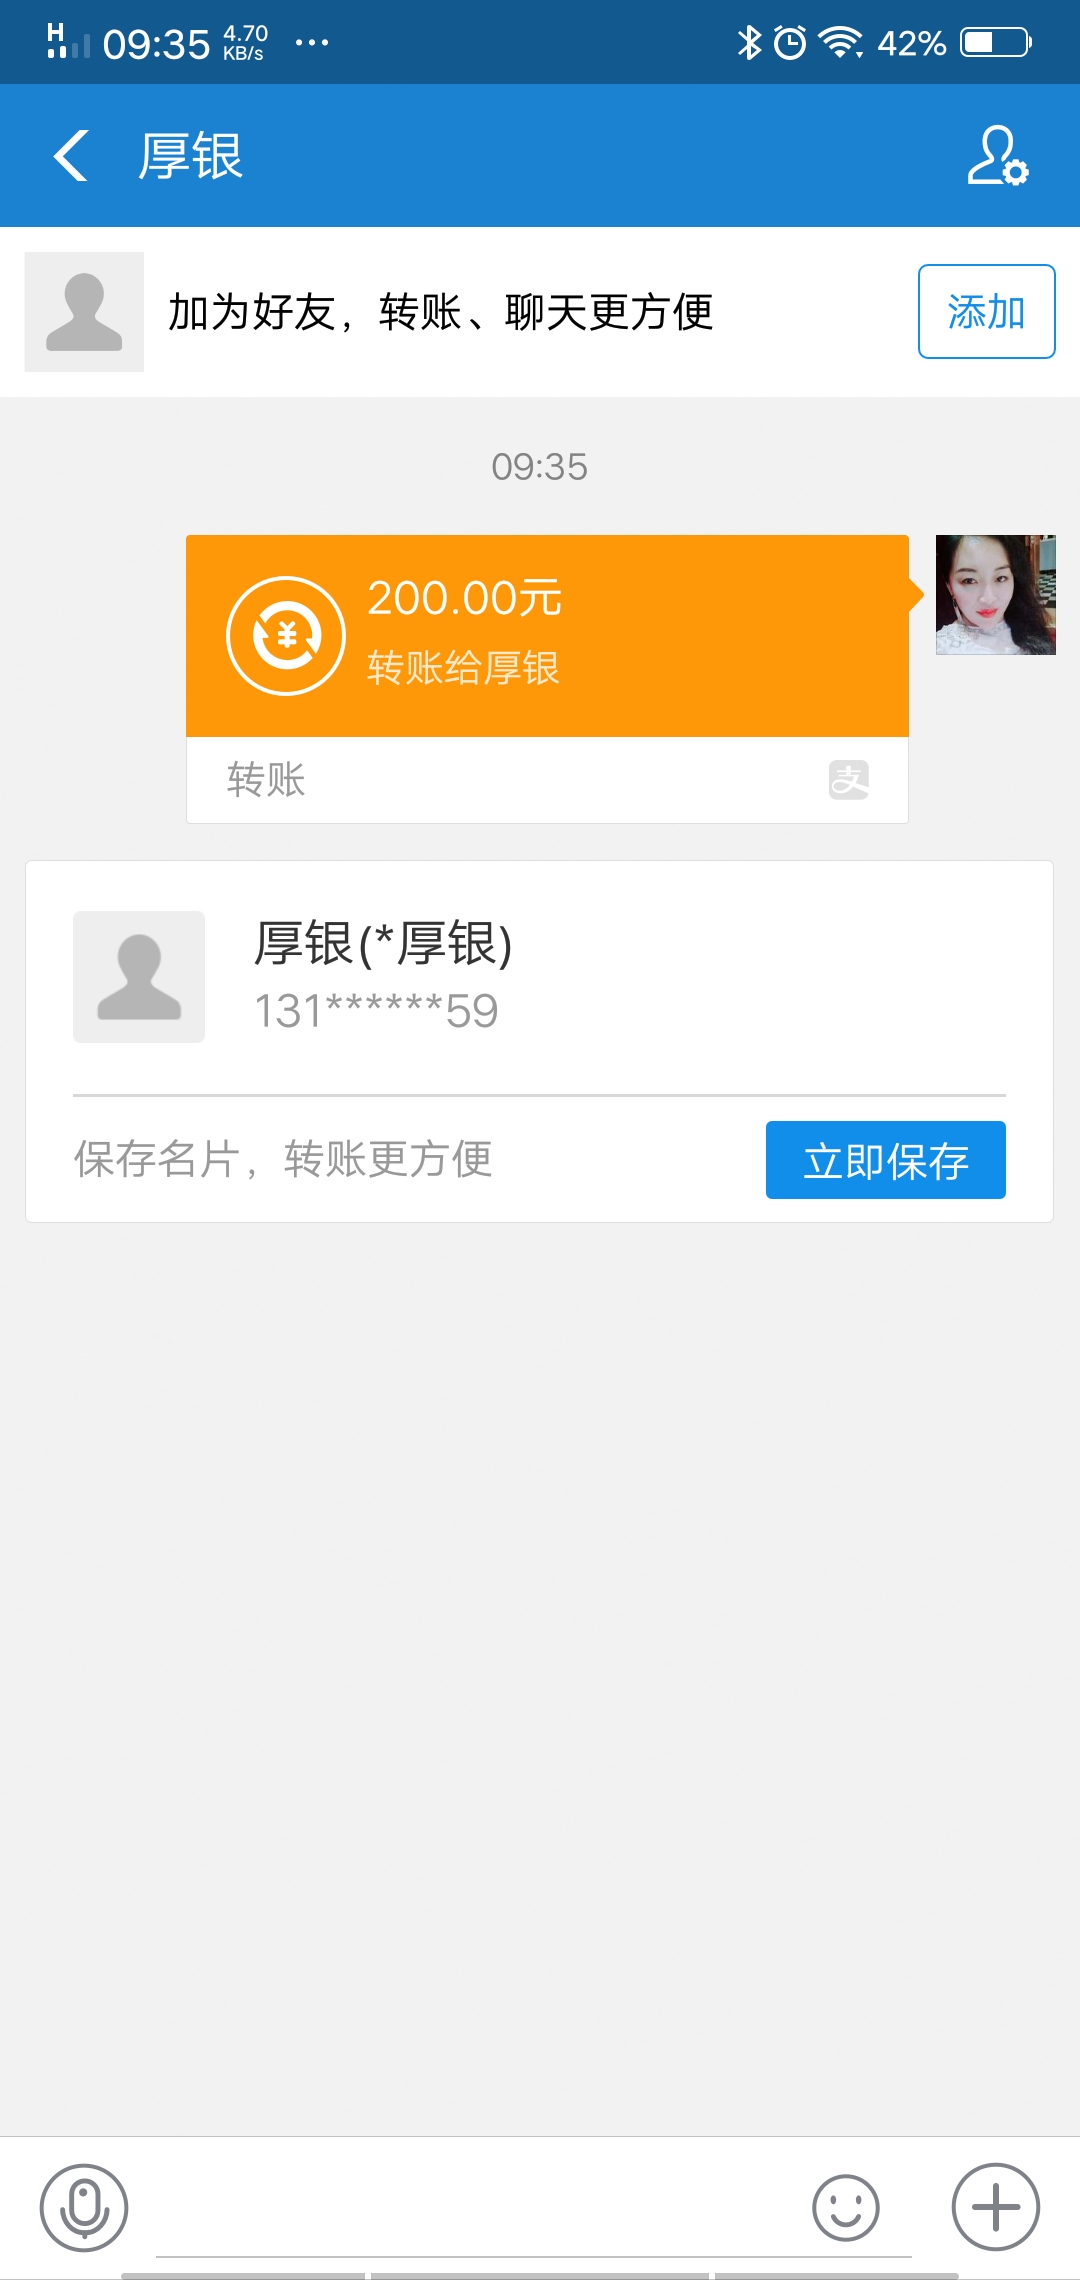 H 09:35 4.70 KB/s ··· 42%
厚银
加为好友，转账、聊天更方便 添加
09:35
200.00元
转账给厚银
转账 支
厚银(*厚银)
131******59
保存名片，转账更方便 立即保存